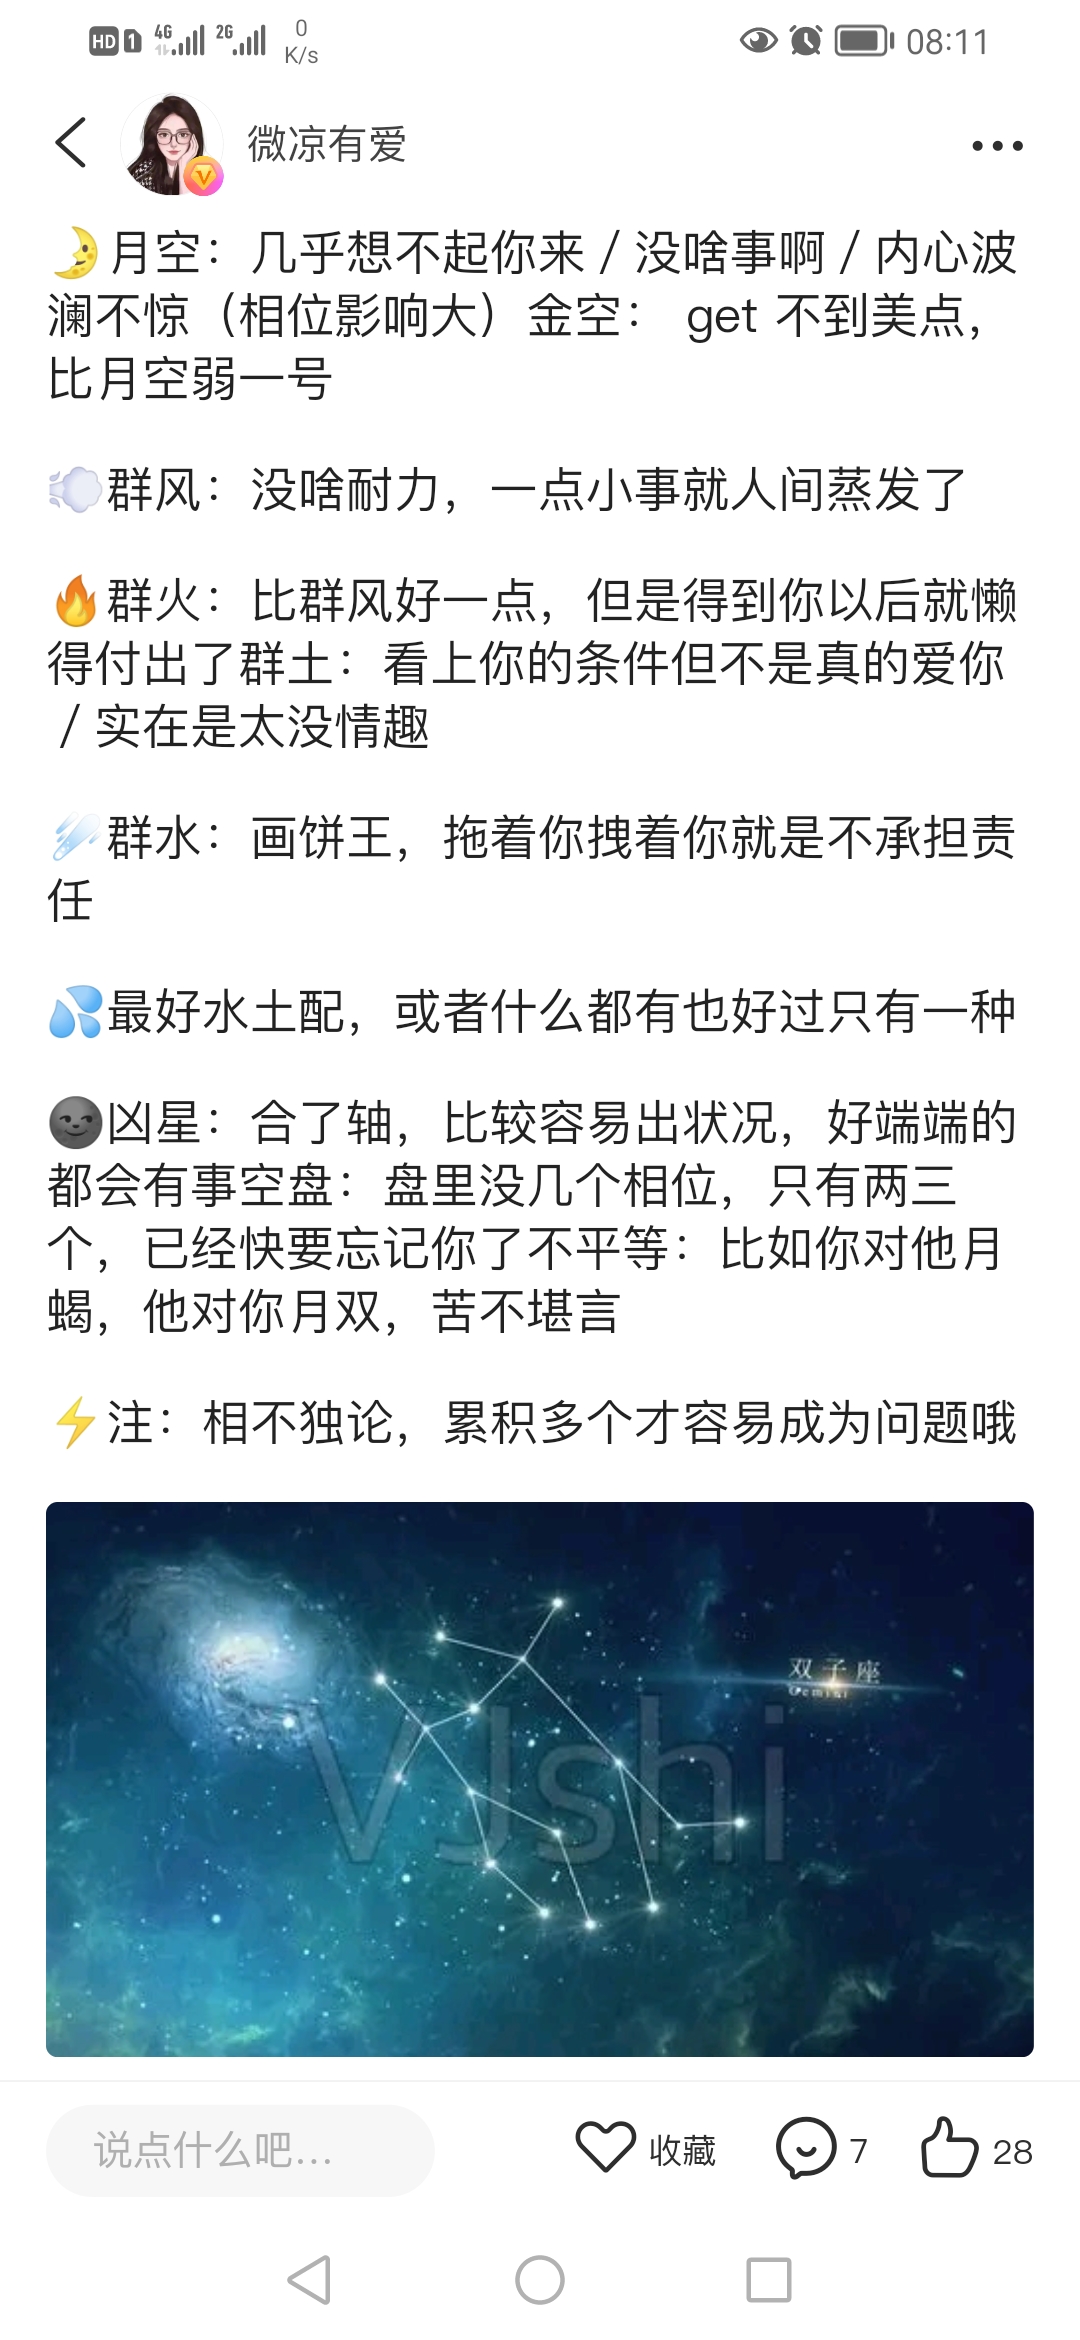 HD 1 4G 2G 0 K/s 08:11
微凉有爱
🌛月空：几乎想不起你来/没啥事啊/内心波
澜不惊（相位影响大）金空： get 不到美点，
比月空弱一号
💨群风：没啥耐力，一点小事就人间蒸发了
🔥群火：比群风好一点，但是得到你以后就懒
得付出了群土：看上你的条件但不是真的爱你
/实在是太没情趣
☄️群水：画饼王，拖着你拽着你就是不承担责
任
💦最好水土配，或者什么都有也好过只有一种
🌚凶星：合了轴，比较容易出状况，好端端的
都会有事空盘：盘里没几个相位，只有两三
个，已经快要忘记你了不平等：比如你对他月
蝎，他对你月双，苦不堪言
⚡注：相不独论，累积多个才容易成为问题哦
双子座
Gemini
VJshi
说点什么吧...
收藏
7
28